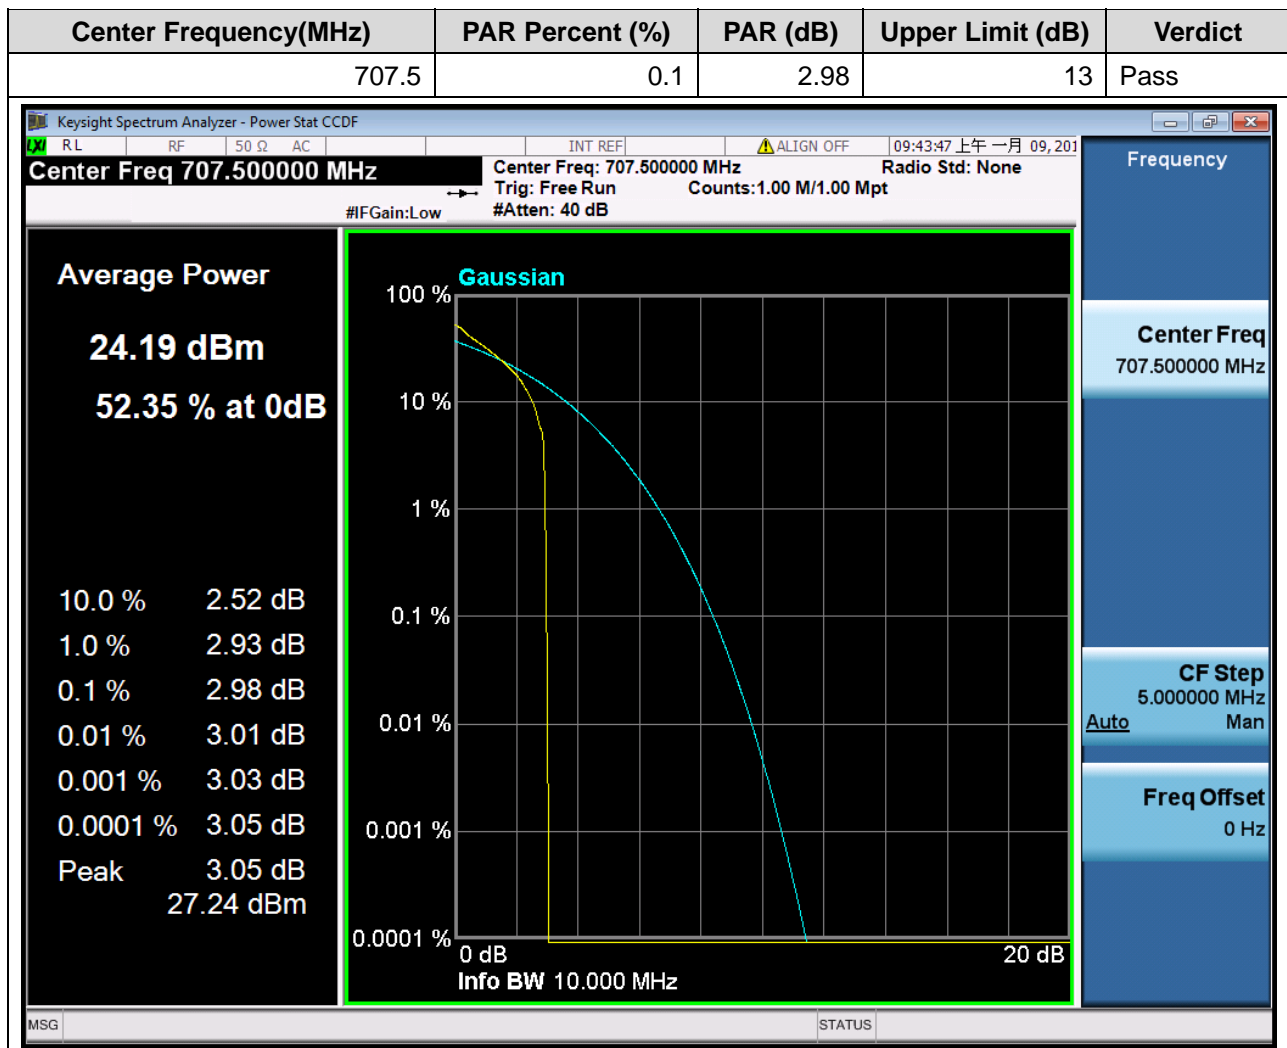 Center Frequency(MHz) PAR Percent (%) PAR (dB) Upper Limit (dB) Verdict
707.5 0.1 2.98 13 Pass
Keysight Spectrum Analyzer - Power Stat CCDF
LXI RL RF 50 Ω AC INT REF ALIGN OFF 09:43:47 上午 一月 09, 201
Center Freq 707.500000 MHz
Center Freq: 707.500000 MHz Radio Std: None
Trig: Free Run Counts:1.00 M/1.00 Mpt
#IFGain:Low #Atten: 40 dB
Frequency
Average Power
24.19 dBm
52.35 % at 0dB
10.0 % 2.52 dB
1.0 % 2.93 dB
0.1 % 2.98 dB
0.01 % 3.01 dB
0.001 % 3.03 dB
0.0001 % 3.05 dB
Peak 3.05 dB
27.24 dBm
Gaussian
100 %
10 %
1 %
0.1 %
0.01 %
0.001 %
0.0001 %
0 dB 20 dB
Info BW 10.000 MHz
Center Freq
707.500000 MHz
CF Step
5.000000 MHz
Auto Man
Freq Offset
0 Hz
MSG STATUS